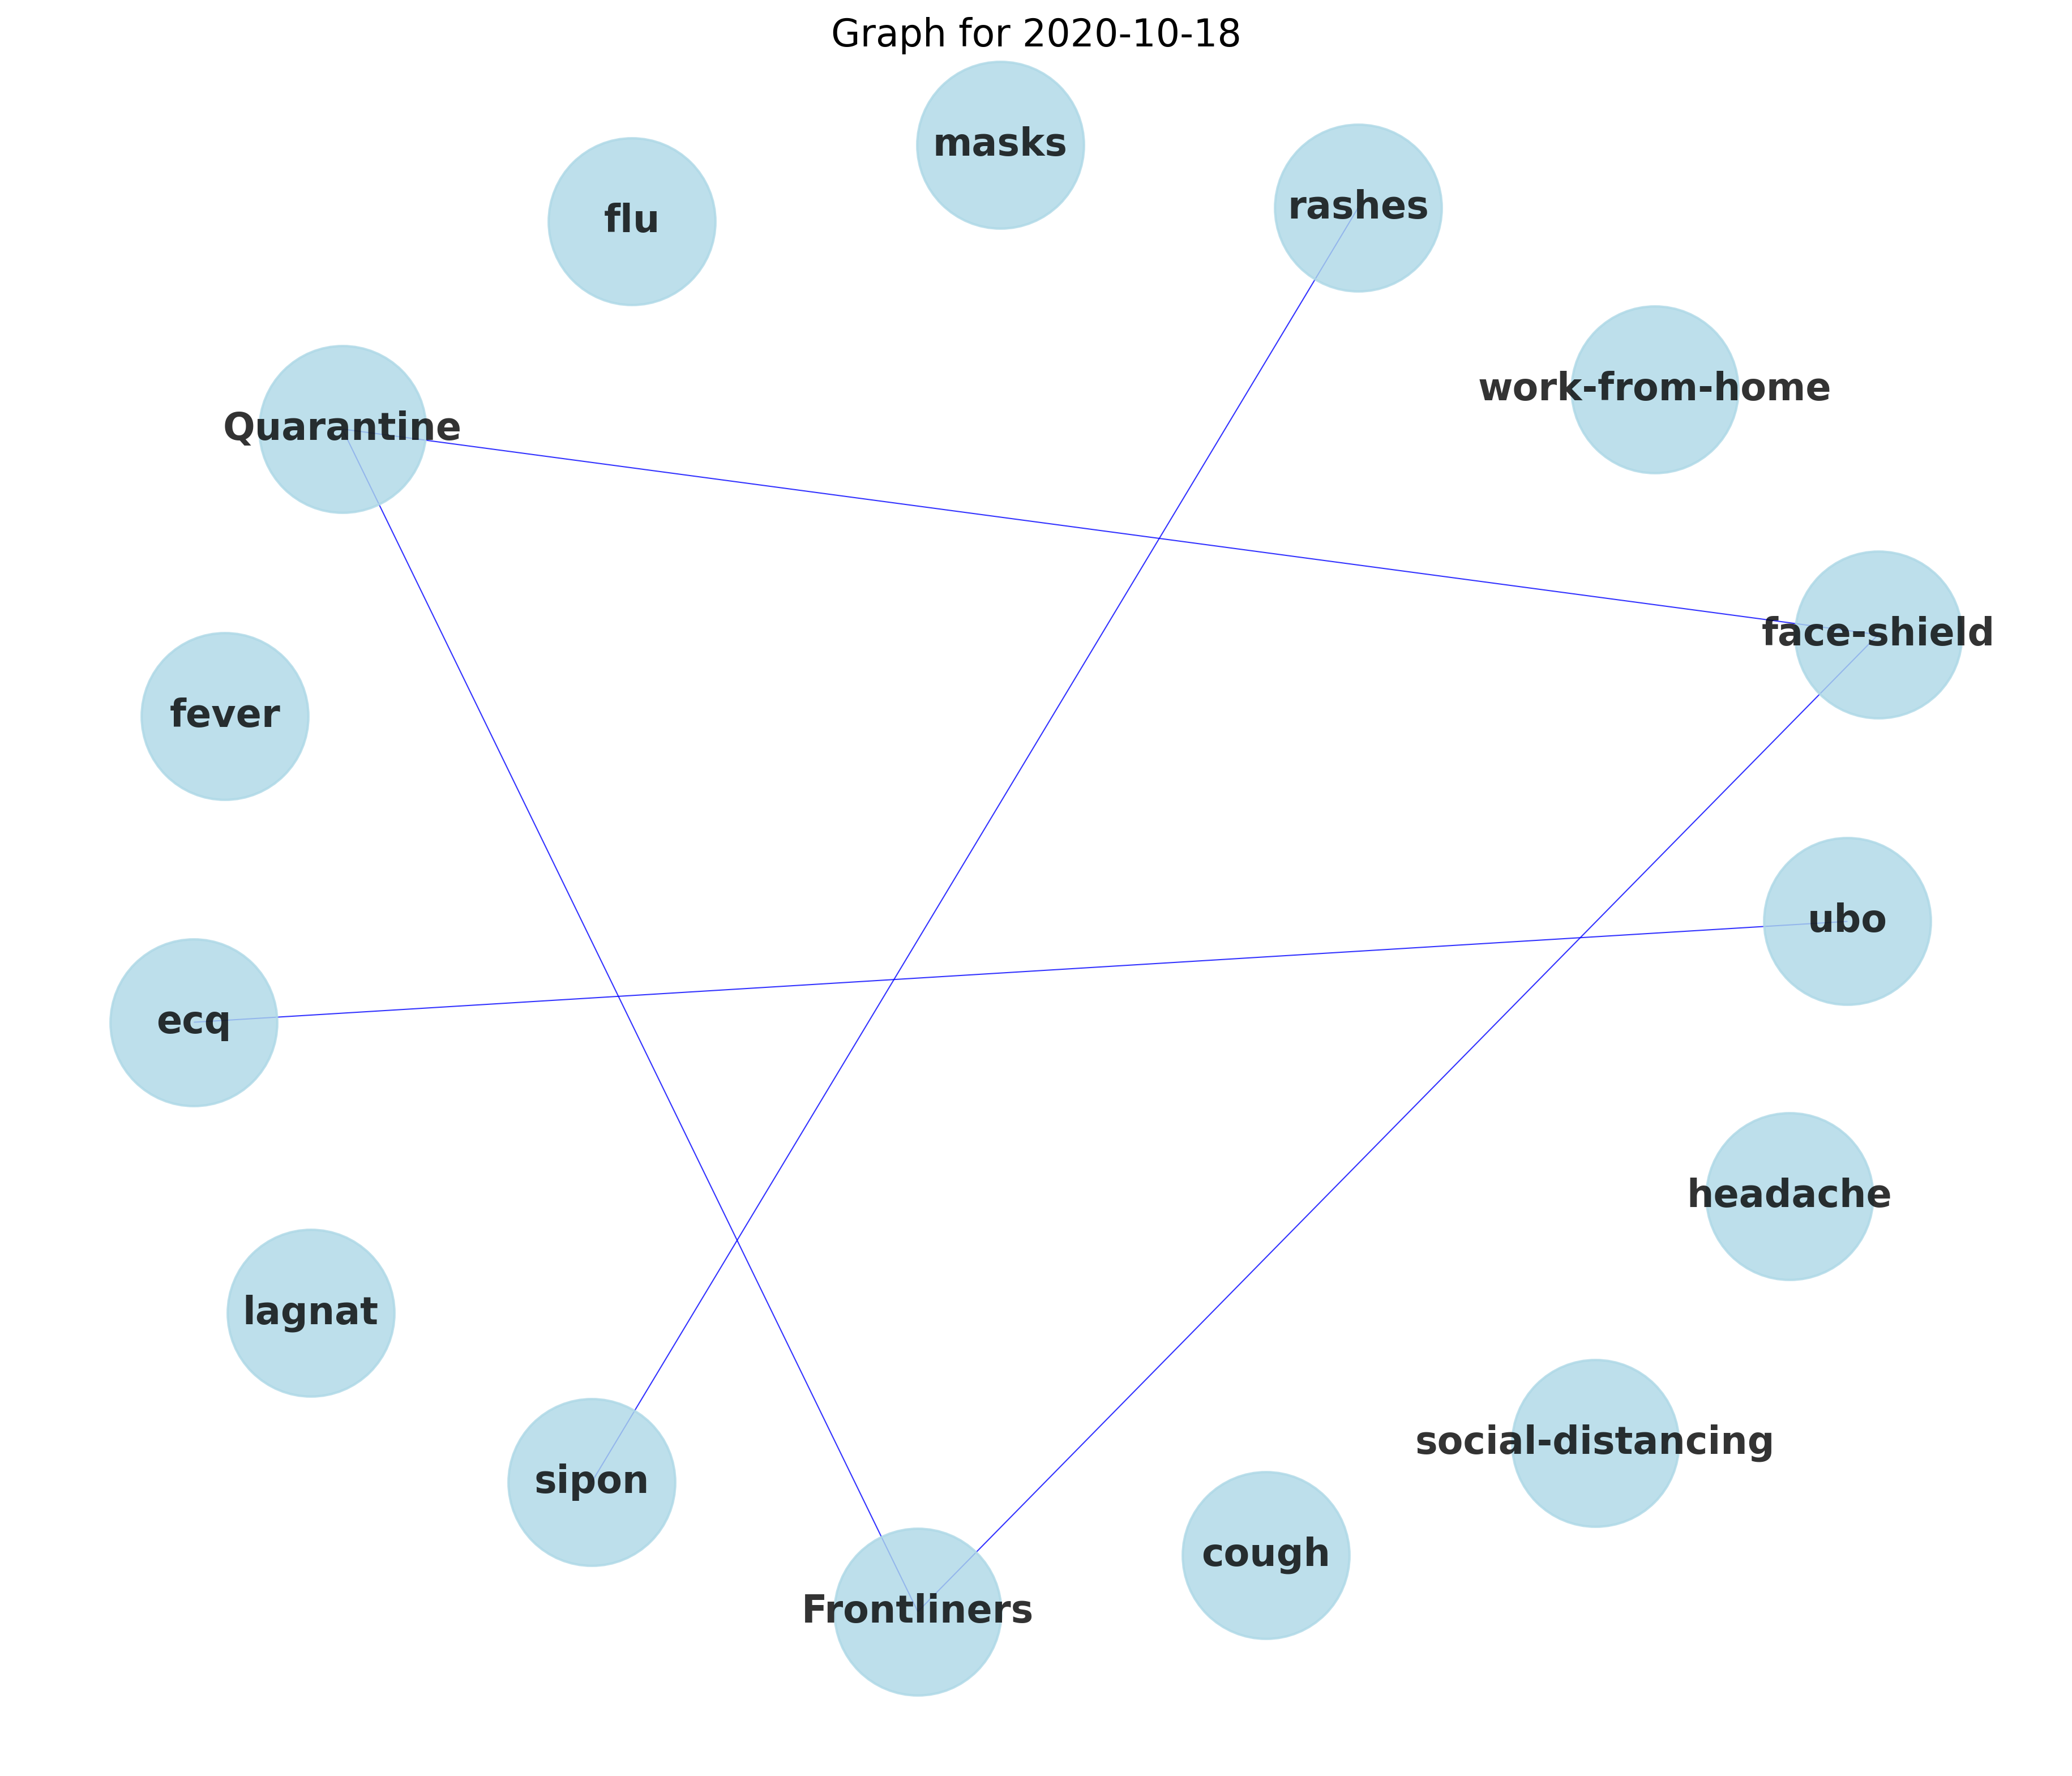 Graph for 2020-10-18
masks
rashes
flu
work-from-home
Quarantine
face-shield
fever
ubo
ecq
headache
lagnat
social-distancing
sipon
cough
Frontliners